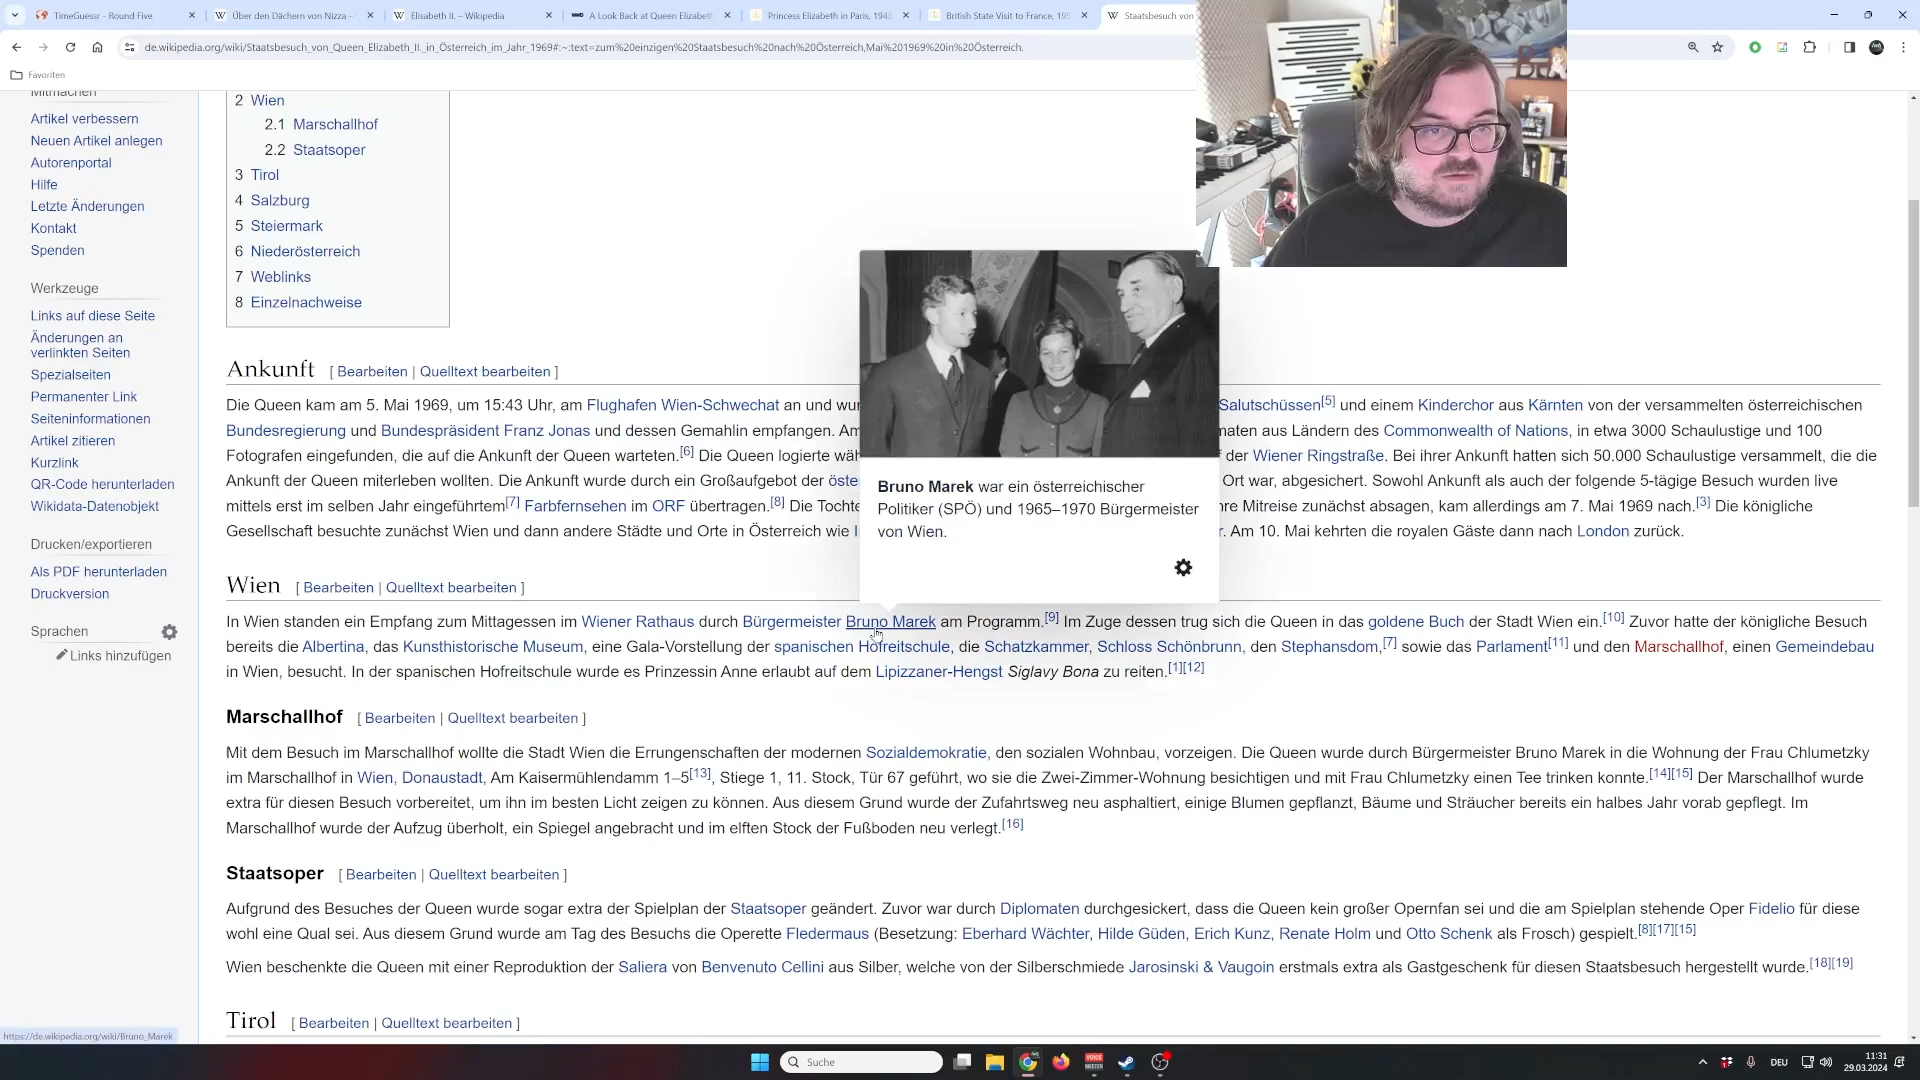 TimeGuessr - Round Five
Über den Dächern von Nizza –
Elisabeth II. – Wikipedia
A Look Back at Queen Elizabeth
Princess Elizabeth in Paris, 1948
British State Visit to France, 195
Staatsbesuch von
de.wikipedia.org/wiki/Staatsbesuch_von_Queen_Elizabeth_II._in_Österreich_im_Jahr_1969#:~:text=zum%20einzigen%20Staatsbesuch%20nach%20Österreich,Mai%201969%20in%20Österreich.
Favoriten
Mitmachen
Artikel verbessern
Neuen Artikel anlegen
Autorenportal
Hilfe
Letzte Änderungen
Kontakt
Spenden
Werkzeuge
Links auf diese Seite
Änderungen an
verlinkten Seiten
Spezialseiten
Permanenter Link
Seiteninformationen
Artikel zitieren
Kurzlink
QR-Code herunterladen
Wikidata-Datenobjekt
Drucken/exportieren
Als PDF herunterladen
Druckversion
Sprachen
Links hinzufügen
2 Wien
2.1 Marschallhof
2.2 Staatsoper
3 Tirol
4 Salzburg
5 Steiermark
6 Niederösterreich
7 Weblinks
8 Einzelnachweise
Ankunft [ Bearbeiten | Quelltext bearbeiten ]
Die Queen kam am 5. Mai 1969, um 15:43 Uhr, am Flughafen Wien-Schwechat an und wur Salutschüssen[5] und einem Kinderchor aus Kärnten von der versammelten österreichischen
Bundesregierung und Bundespräsident Franz Jonas und dessen Gemahlin empfangen. Am maten aus Ländern des Commonwealth of Nations, in etwa 3000 Schaulustige und 100
Fotografen eingefunden, die auf die Ankunft der Queen warteten.[6] Die Queen logierte wäh f der Wiener Ringstraße. Bei ihrer Ankunft hatten sich 50.000 Schaulustige versammelt, die die
Ankunft der Queen miterleben wollten. Die Ankunft wurde durch ein Großaufgebot der öste Ort war, abgesichert. Sowohl Ankunft als auch der folgende 5-tägige Besuch wurden live
mittels erst im selben Jahr eingeführtem[7] Farbfernsehen im ORF übertragen.[8] Die Tochte re Mitreise zunächst absagen, kam allerdings am 7. Mai 1969 nach.[3] Die königliche
Gesellschaft besuchte zunächst Wien und dann andere Städte und Orte in Österreich wie I r. Am 10. Mai kehrten die royalen Gäste dann nach London zurück.
Bruno Marek war ein österreichischer
Politiker (SPÖ) und 1965–1970 Bürgermeister
von Wien.
Wien [ Bearbeiten | Quelltext bearbeiten ]
In Wien standen ein Empfang zum Mittagessen im Wiener Rathaus durch Bürgermeister Bruno Marek am Programm.[9] Im Zuge dessen trug sich die Queen in das goldene Buch der Stadt Wien ein.[10] Zuvor hatte der königliche Besuch
bereits die Albertina, das Kunsthistorische Museum, eine Gala-Vorstellung der spanischen Hofreitschule, die Schatzkammer, Schloss Schönbrunn, den Stephansdom,[7] sowie das Parlament[11] und den Marschallhof, einen Gemeindebau
in Wien, besucht. In der spanischen Hofreitschule wurde es Prinzessin Anne erlaubt auf dem Lipizzaner-Hengst Siglavy Bona zu reiten.[1][12]
Marschallhof [ Bearbeiten | Quelltext bearbeiten ]
Mit dem Besuch im Marschallhof wollte die Stadt Wien die Errungenschaften der modernen Sozialdemokratie, den sozialen Wohnbau, vorzeigen. Die Queen wurde durch Bürgermeister Bruno Marek in die Wohnung der Frau Chlumetzky
im Marschallhof in Wien, Donaustadt, Am Kaisermühlendamm 1–5[13], Stiege 1, 11. Stock, Tür 67 geführt, wo sie die Zwei-Zimmer-Wohnung besichtigen und mit Frau Chlumetzky einen Tee trinken konnte.[14][15] Der Marschallhof wurde
extra für diesen Besuch vorbereitet, um ihn im besten Licht zeigen zu können. Aus diesem Grund wurde der Zufahrtsweg neu asphaltiert, einige Blumen gepflanzt, Bäume und Sträucher bereits ein halbes Jahr vorab gepflegt. Im
Marschallhof wurde der Aufzug überholt, ein Spiegel angebracht und im elften Stock der Fußboden neu verlegt.[16]
Staatsoper [ Bearbeiten | Quelltext bearbeiten ]
Aufgrund des Besuches der Queen wurde sogar extra der Spielplan der Staatsoper geändert. Zuvor war durch Diplomaten durchgesickert, dass die Queen kein großer Opernfan sei und die am Spielplan stehende Oper Fidelio für diese
wohl eine Qual sei. Aus diesem Grund wurde am Tag des Besuchs die Operette Fledermaus (Besetzung: Eberhard Wächter, Hilde Güden, Erich Kunz, Renate Holm und Otto Schenk als Frosch) gespielt.[8][17][15]
Wien beschenkte die Queen mit einer Reproduktion der Saliera von Benvenuto Cellini aus Silber, welche von der Silberschmiede Jarosinski & Vaugoin erstmals extra als Gastgeschenk für diesen Staatsbesuch hergestellt wurde.[18][19]
Tirol [ Bearbeiten | Quelltext bearbeiten ]
https://de.wikipedia.org/wiki/Bruno_Marek
Suche
VOICE
MEETER
DEU
11:31
29.03.2024